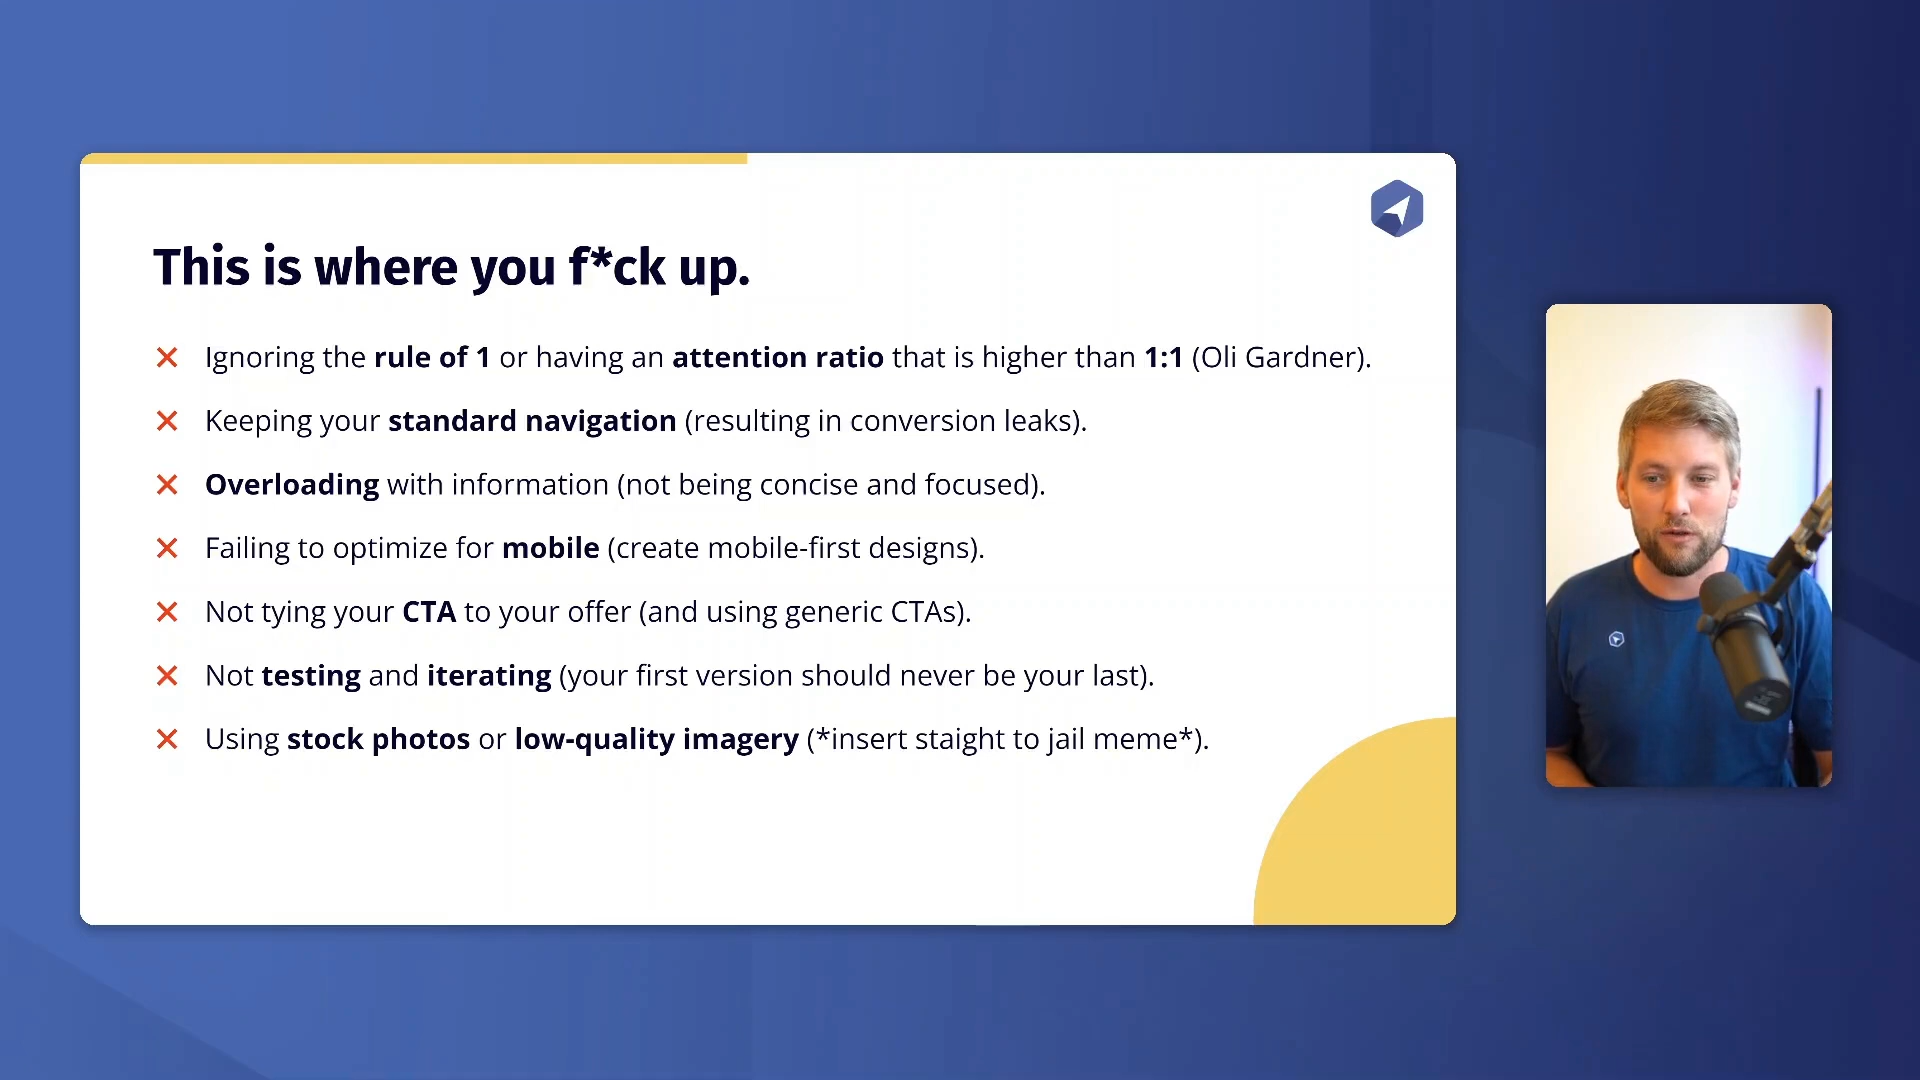 This is where you f*ck up.
Ignoring the rule of 1 or having an attention ratio that is higher than 1:1 (Oli Gardner).
Keeping your standard navigation (resulting in conversion leaks).
Overloading with information (not being concise and focused).
Failing to optimize for mobile (create mobile-first designs).
Not tying your CTA to your offer (and using generic CTAs).
Not testing and iterating (your first version should never be your last).
Using stock photos or low-quality imagery (*insert staight to jail meme*).